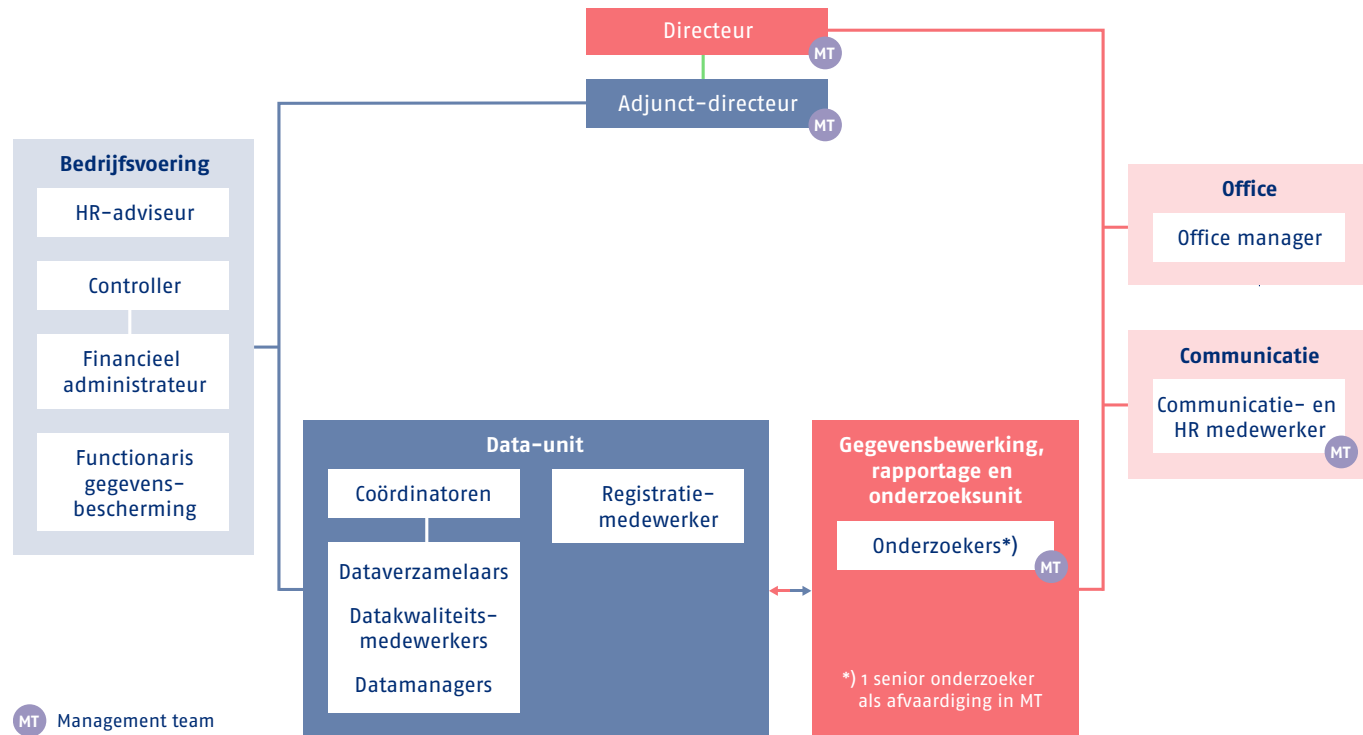 Directeur
MT
Adjunct-directeur
MT
Bedrijfsvoering
HR-adviseur
Controller
Financieel
administrateur
Functionaris
gegevens-
bescherming
Data-unit
Coördinatoren
Dataverzamelaars
Datakwaliteits-
medewerkers
Datamanagers
Registratie-
medewerker
Gegevensbewerking,
rapportage en
onderzoeksunit
Onderzoekers*)
MT
*) 1 senior onderzoeker
als afvaardiging in MT
Office
Office manager
Communicatie
Communicatie- en
HR medewerker
MT
MT Management team